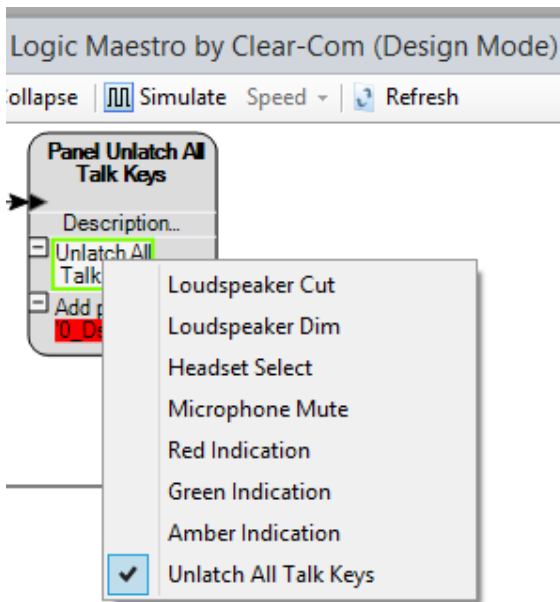 Logic Maestro by Clear-Com (Design Mode)
ollapse Simulate Speed Refresh
Panel Unlatch All
Talk Keys
Description...
Unlatch All
Talk
Add
'0_De
Loudspeaker Cut
Loudspeaker Dim
Headset Select
Microphone Mute
Red Indication
Green Indication
Amber Indication
Unlatch All Talk Keys